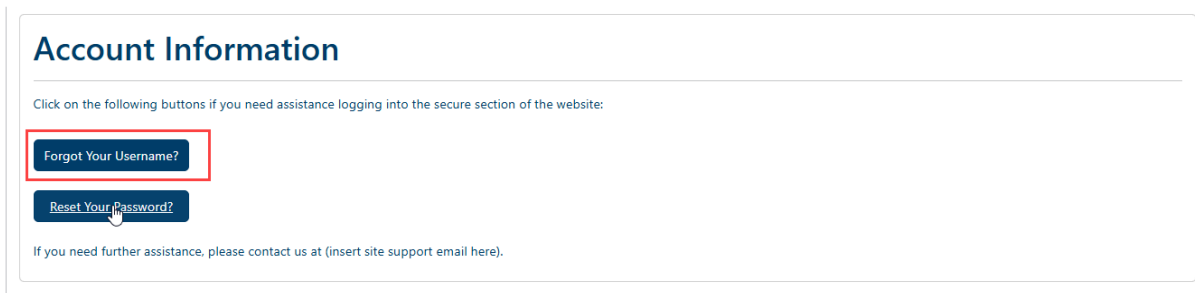 Account Information
Click on the following buttons if you need assistance logging into the secure section of the website:
Forgot Your Username?
Reset Your Password?
If you need further assistance, please contact us at (insert site support email here).